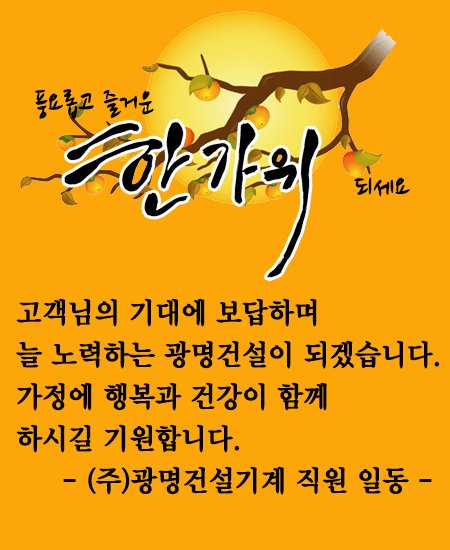 풍요롭고 즐거운
한가위
되세요
고객님의 기대에 보답하며
늘 노력하는 광명건설이 되겠습니다.
가정에 행복과 건강이 함께
하시길 기원합니다.
- (주)광명건설기계 직원 일동 -